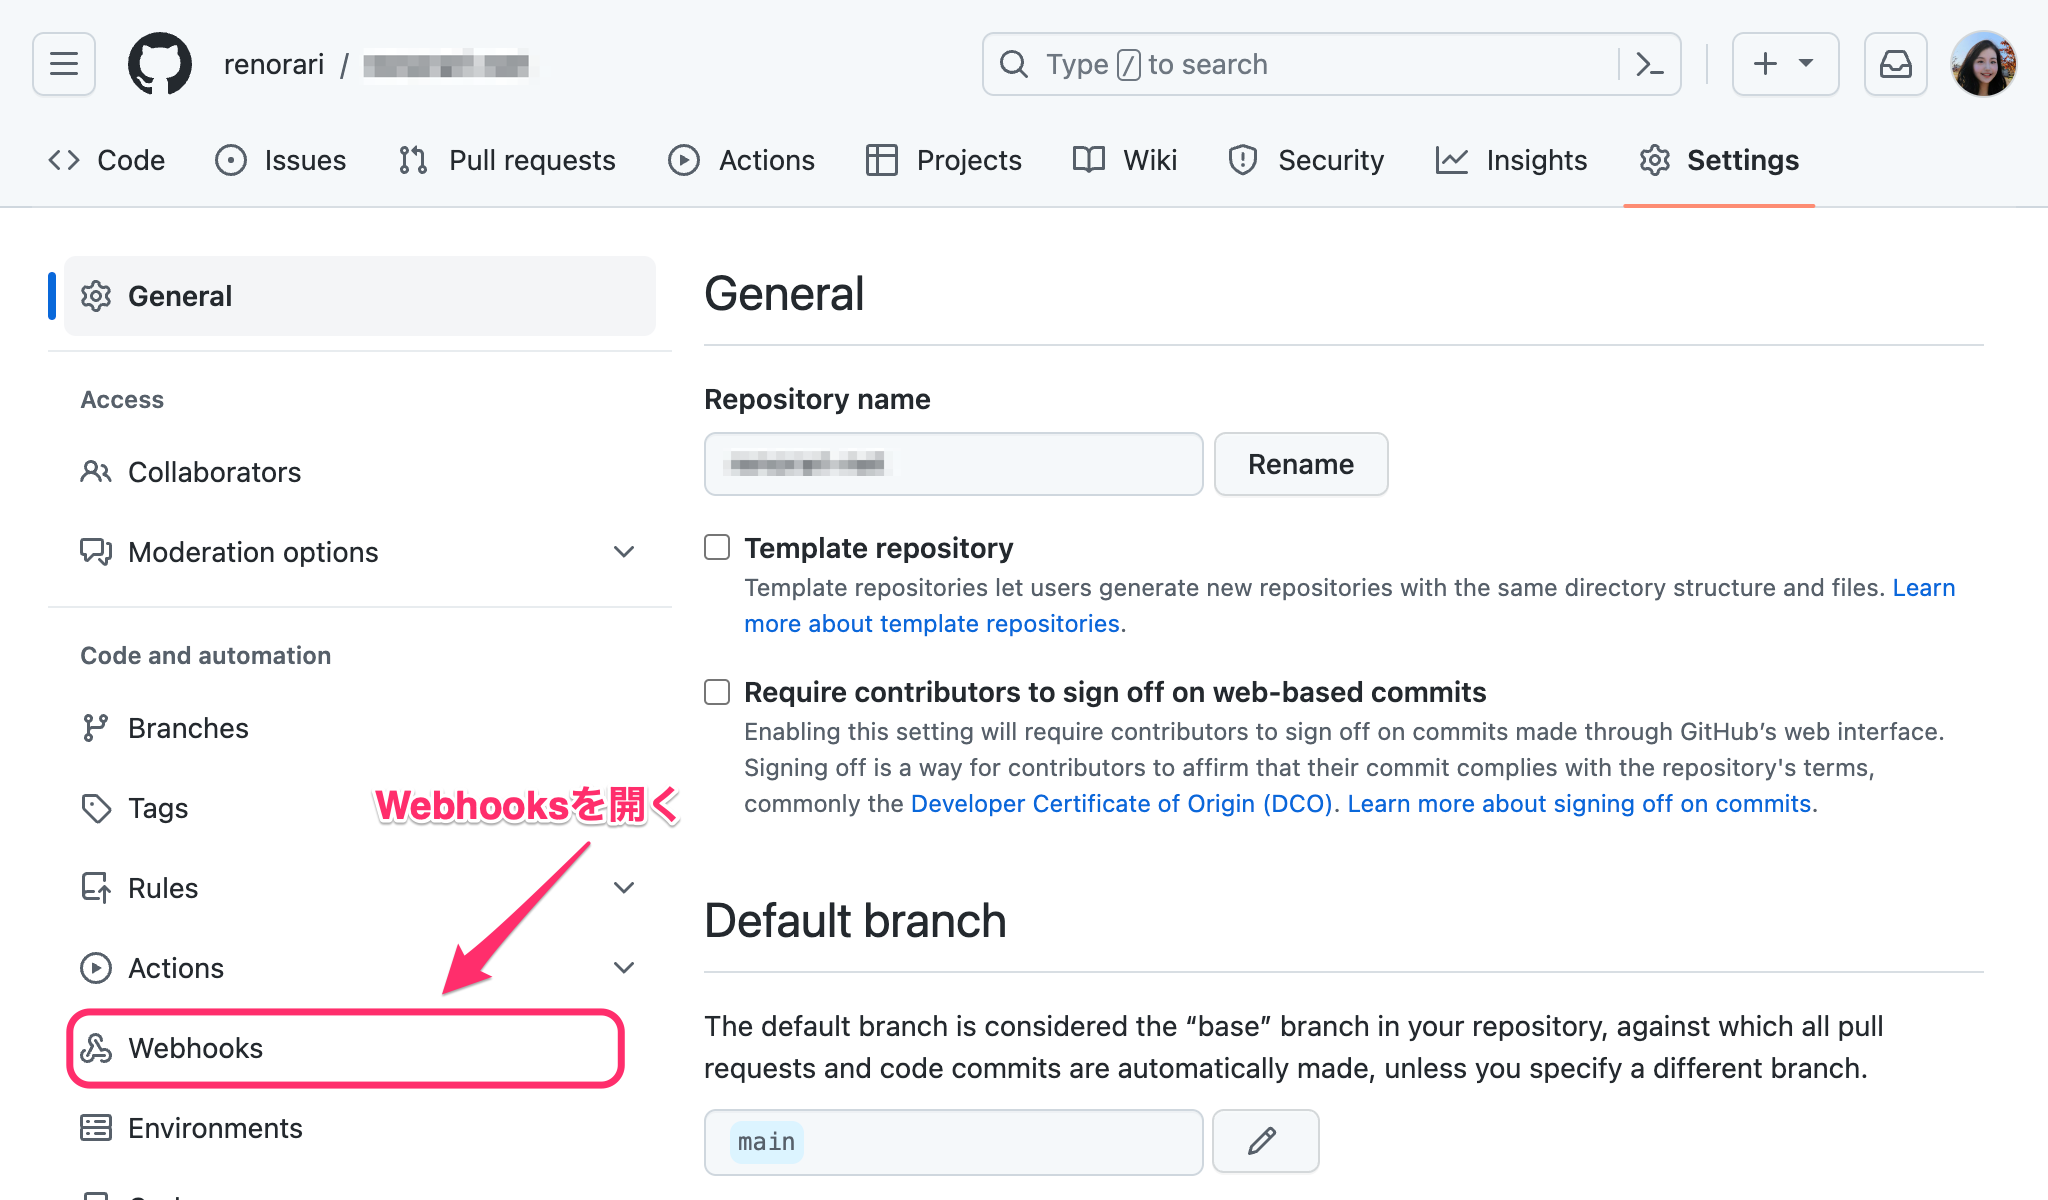 renorari /
Type / to search
Code
Issues
Pull requests
Actions
Projects
Wiki
Security
Insights
Settings
General
Access
Collaborators
Moderation options
Code and automation
Branches
Tags
Webhooksを開く
Rules
Actions
Webhooks
Environments
General
Repository name
Rename
Template repository
Template repositories let users generate new repositories with the same directory structure and files. Learn
more about template repositories.
Require contributors to sign off on web-based commits
Enabling this setting will require contributors to sign off on commits made through GitHub’s web interface.
Signing off is a way for contributors to affirm that their commit complies with the repository's terms,
commonly the Developer Certificate of Origin (DCO). Learn more about signing off on commits.
Default branch
The default branch is considered the “base” branch in your repository, against which all pull
requests and code commits are automatically made, unless you specify a different branch.
main